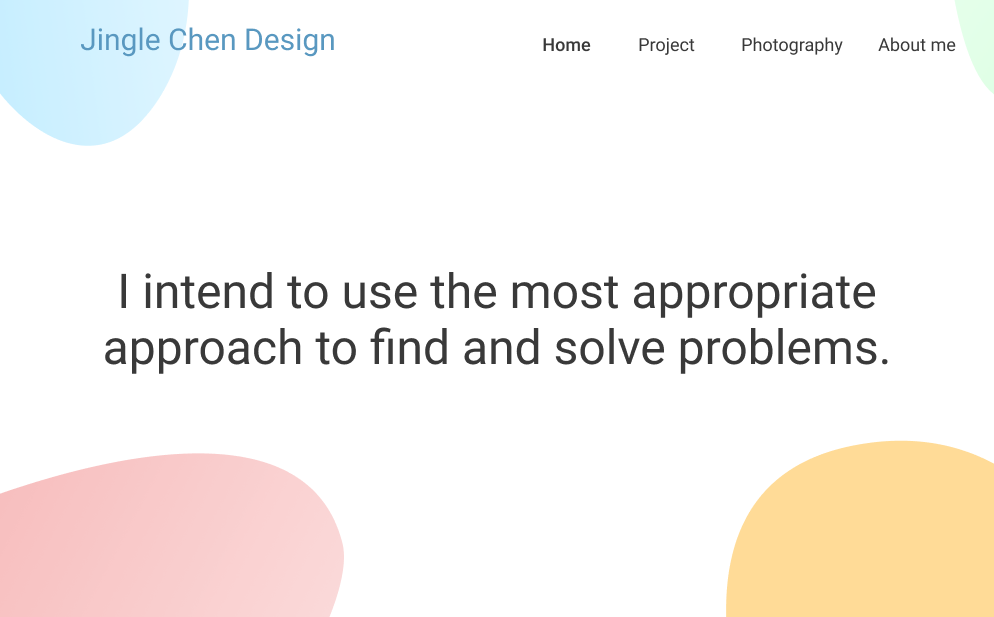 Jingle Chen Design
Home Project Photography About me
I intend to use the most appropriate
approach to find and solve problems.